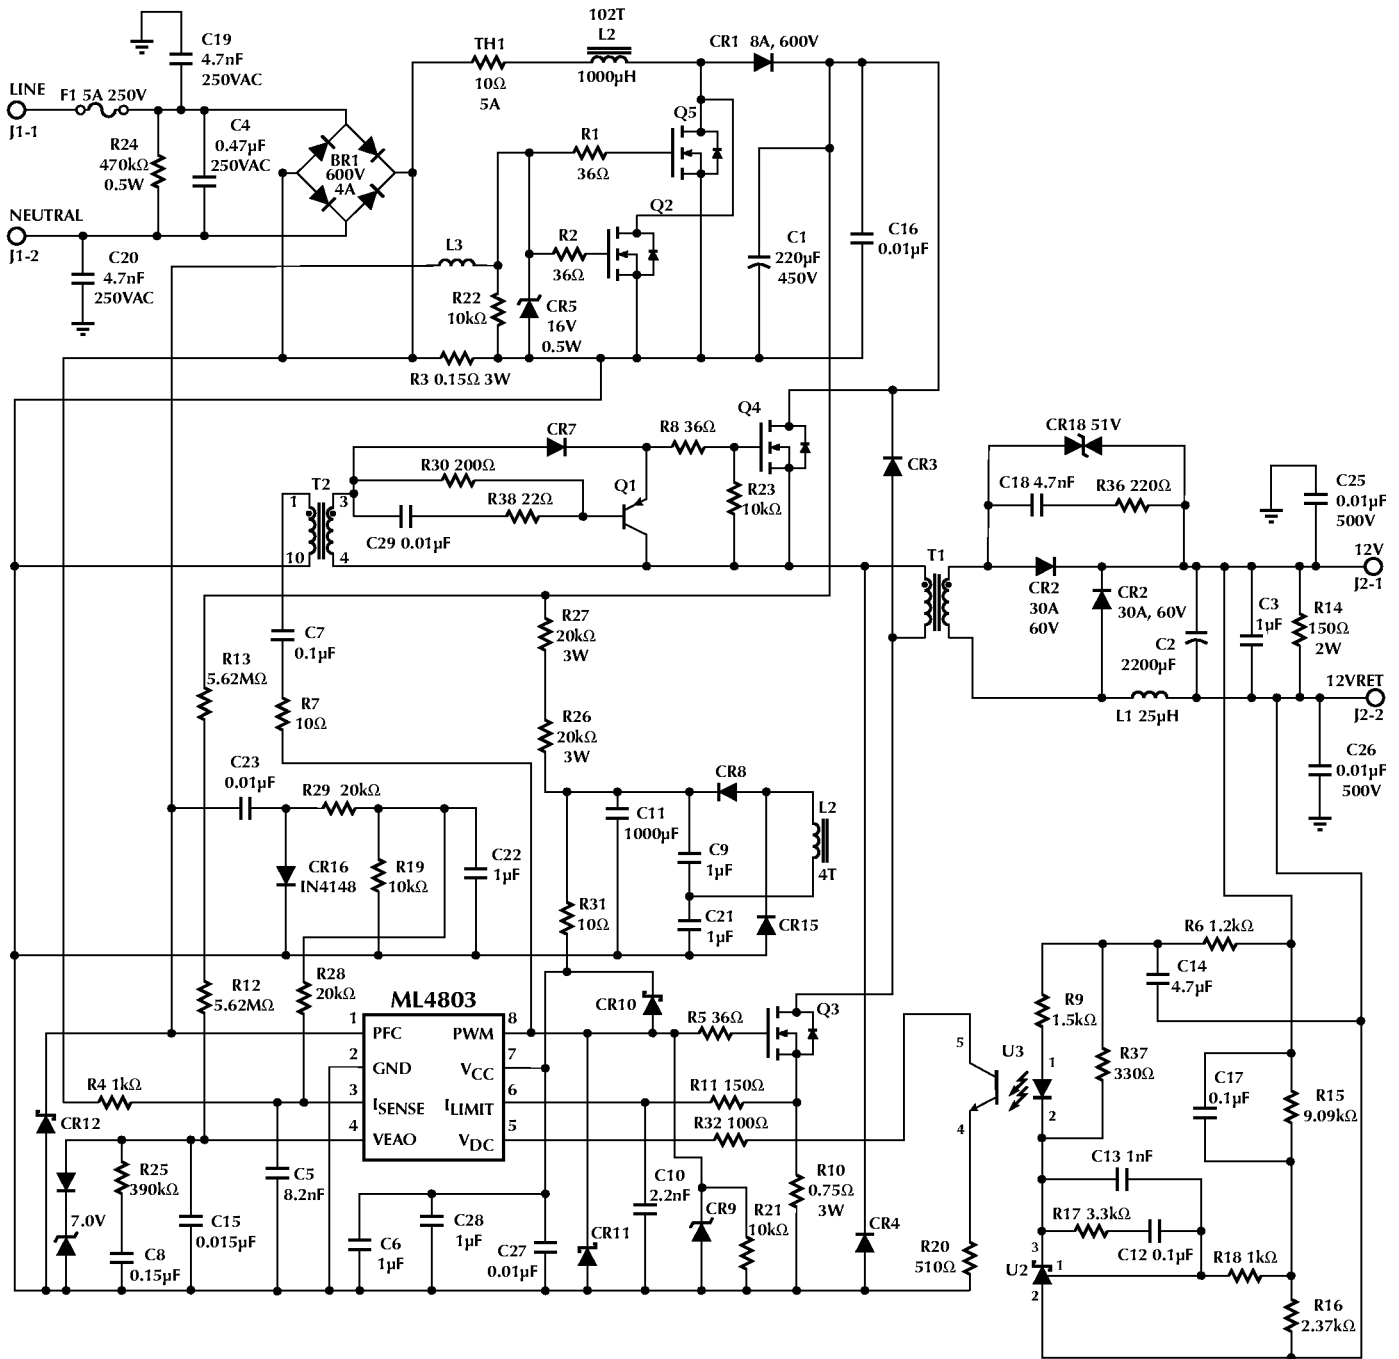 102T
L2
1000µH
C19
4.7nF
250VAC
TH1
10Ω
5A
CR1 8A, 600V
LINE
J1-1
F1 5A 250V
R24
470kΩ
0.5W
C4
0.47µF
250VAC
BR1
600V
4A
R1
36Ω
Q5
NEUTRAL
J1-2
C20
4.7nF
250VAC
L3
R2
36Ω
Q2
R22
10kΩ
CR5
16V
0.5W
C1
220µF
450V
C16
0.01µF
R3 0.15Ω 3W
CR7
R8 36Ω
Q4
CR3
CR18 51V
R30 200Ω
T2
1
3
10
4
R38 22Ω
Q1
C29 0.01µF
R23
10kΩ
C18 4.7nF
R36 220Ω
C25
0.01µF
500V
T1
12V
J2-1
CR2
30A
60V
CR2
30A, 60V
C2
2200µF
C3
1µF
R14
150Ω
2W
R27
20kΩ
3W
C7
0.1µF
R13
5.62MΩ
R7
10Ω
R26
20kΩ
3W
L1 25µH
12VRET
J2-2
C26
0.01µF
500V
C23
0.01µF
R29 20kΩ
CR8
C11
1000µF
L2
4T
CR16
IN4148
R19
10kΩ
C22
1µF
C9
1µF
R31
10Ω
C21
1µF
CR15
R6 1.2kΩ
R12
5.62MΩ
R28
20kΩ
ML4803
CR10
Q3
R5 36Ω
C14
4.7µF
R9
1.5kΩ
1
PFC
PWM
8
2
GND
VCC
7
3
ISENSE
ILIMIT
6
4
VEAO
VDC
5
R4 1kΩ
R11 150Ω
R32 100Ω
5
U3
1
2
4
R37
330Ω
C17
0.1µF
R15
9.09kΩ
CR12
R25
390kΩ
7.0V
C15
0.015µF
C8
0.15µF
C5
8.2nF
C6
1µF
C28
1µF
C27
0.01µF
CR11
C10
2.2nF
CR9
R21
10kΩ
R10
0.75Ω
3W
CR4
R20
510Ω
C13 1nF
R17 3.3kΩ
C12 0.1µF
R18 1kΩ
3
1
U2
2
R16
2.37kΩ